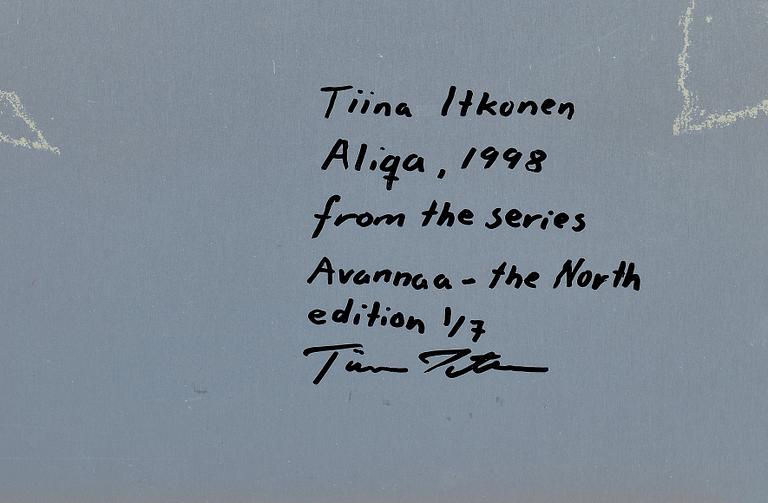 Tiina Itkonen
Aliqa, 1998
from the series
Avannaa - the North
edition 1/7